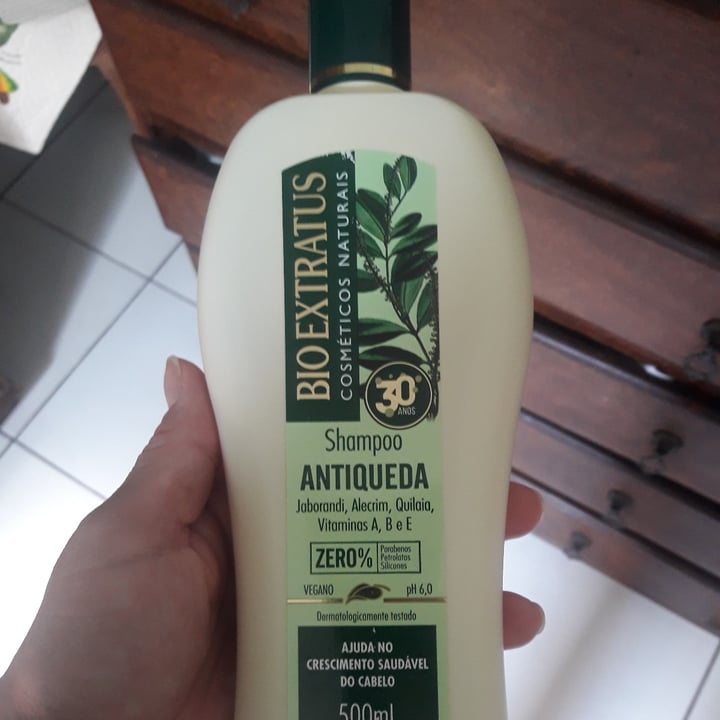 BIO EXTRATUS
COSMÉTICOS NATURAIS
30
ANOS
Shampoo
ANTIQUEDA
Jaborandi, Alecrim, Quilaia,
Vitaminas A, B e E
ZERO%
Parabenos
Petrolatos
Silicones
VEGANO
pH 6,0
Dermatologicamente testado
AJUDA NO
CRESCIMENTO SAUDÁVEL
DO CABELO
500ml